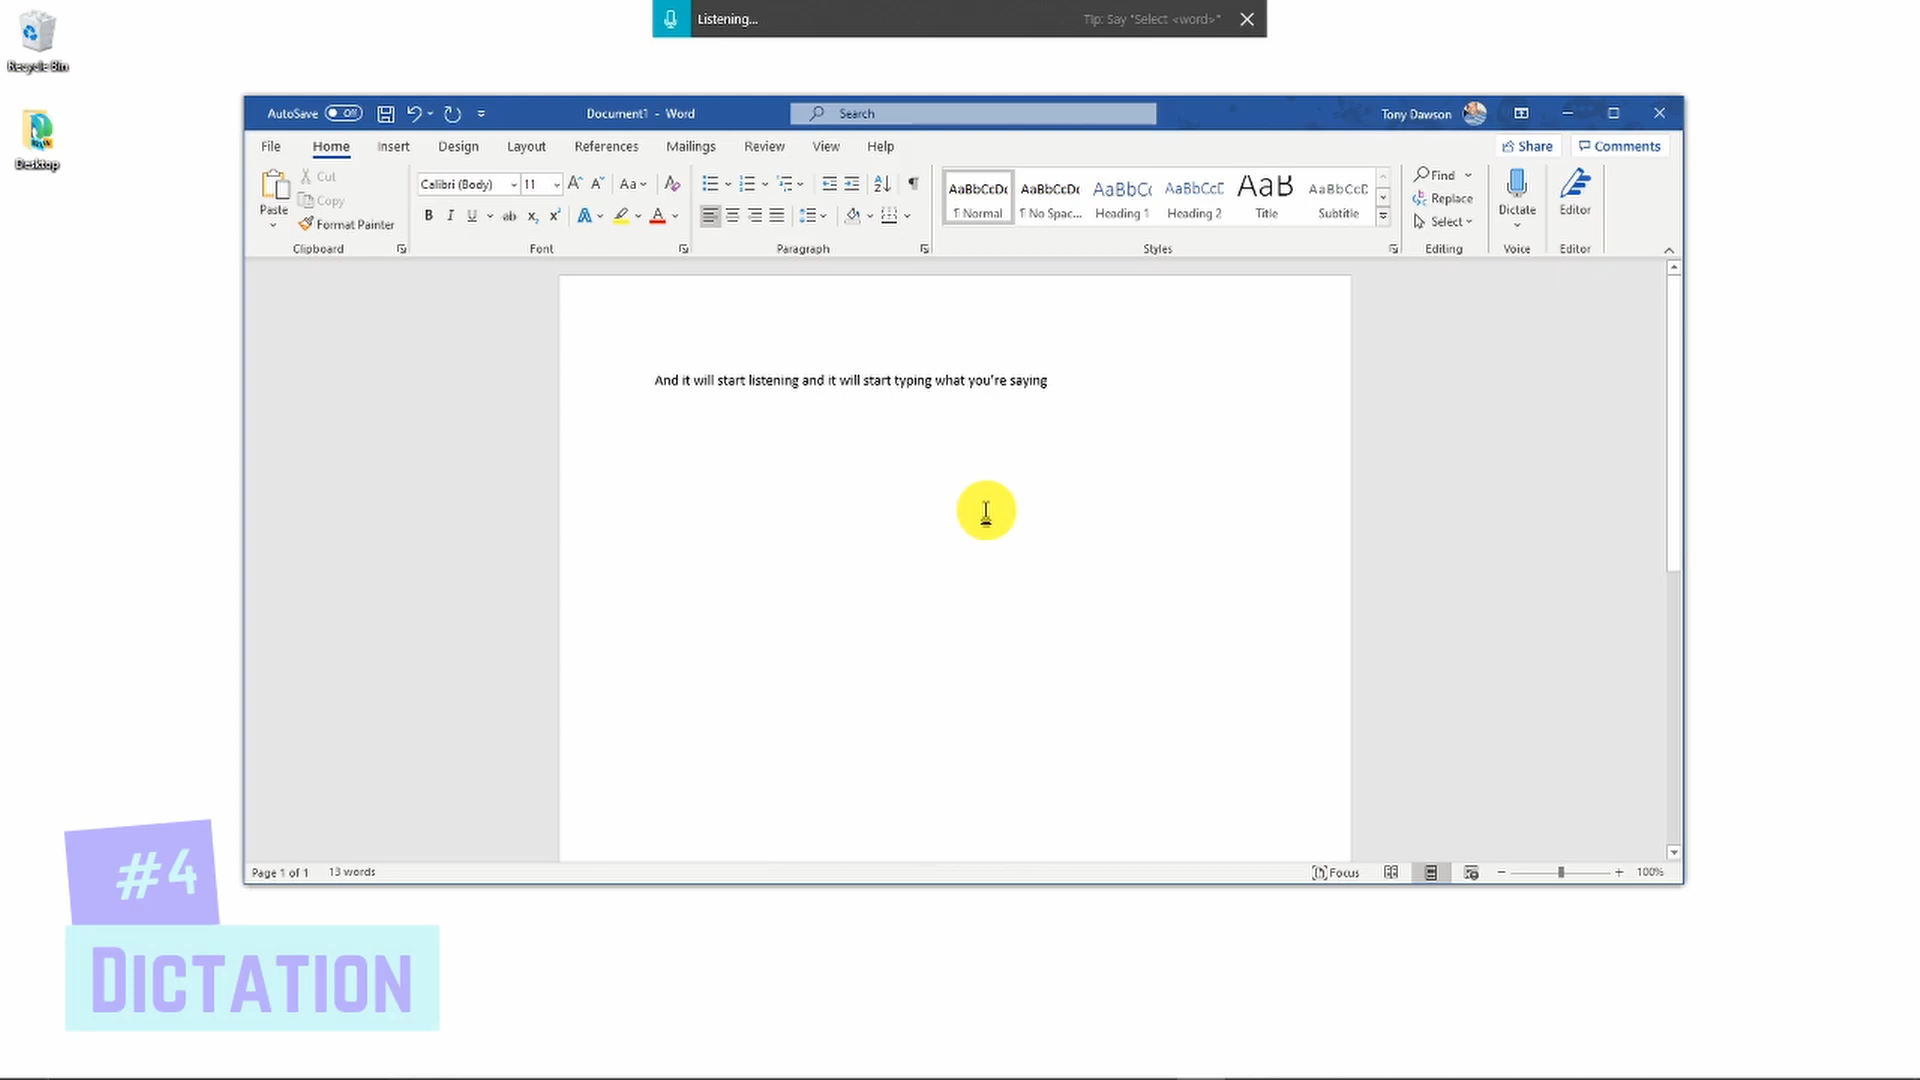 Recycle Bin
Desktop
Listening...
Tip: Say "Select <word>"
AutoSave Off
Document1 - Word
Search
Tony Dawson
File Home Insert Design Layout References Mailings Review View Help
Share Comments
Paste
Cut
Copy
Format Painter
Clipboard
Calibri (Body) 11
Font
Paragraph
AaBbCcDc AaBbCcDc AaBbCc AaBbCcD AaB AaBbCcD
¶ Normal ¶ No Spac... Heading 1 Heading 2 Title Subtitle
Styles
Find
Replace
Select
Editing
Dictate
Voice
Editor
Editor
And it will start listening and it will start typing what you're saying
Page 1 of 1 13 words
Focus
100%
#4
DICTATION